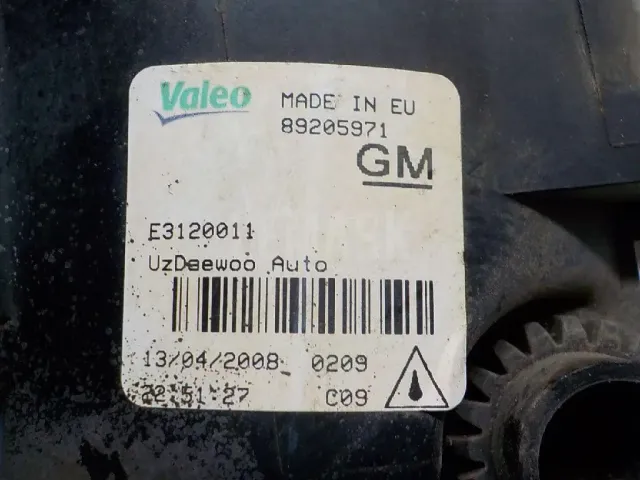 Valeo
MADE IN EU
89205971
GM
E3120011
UzDaewoo Auto
13/04/2008 0209
22:51:27 C09